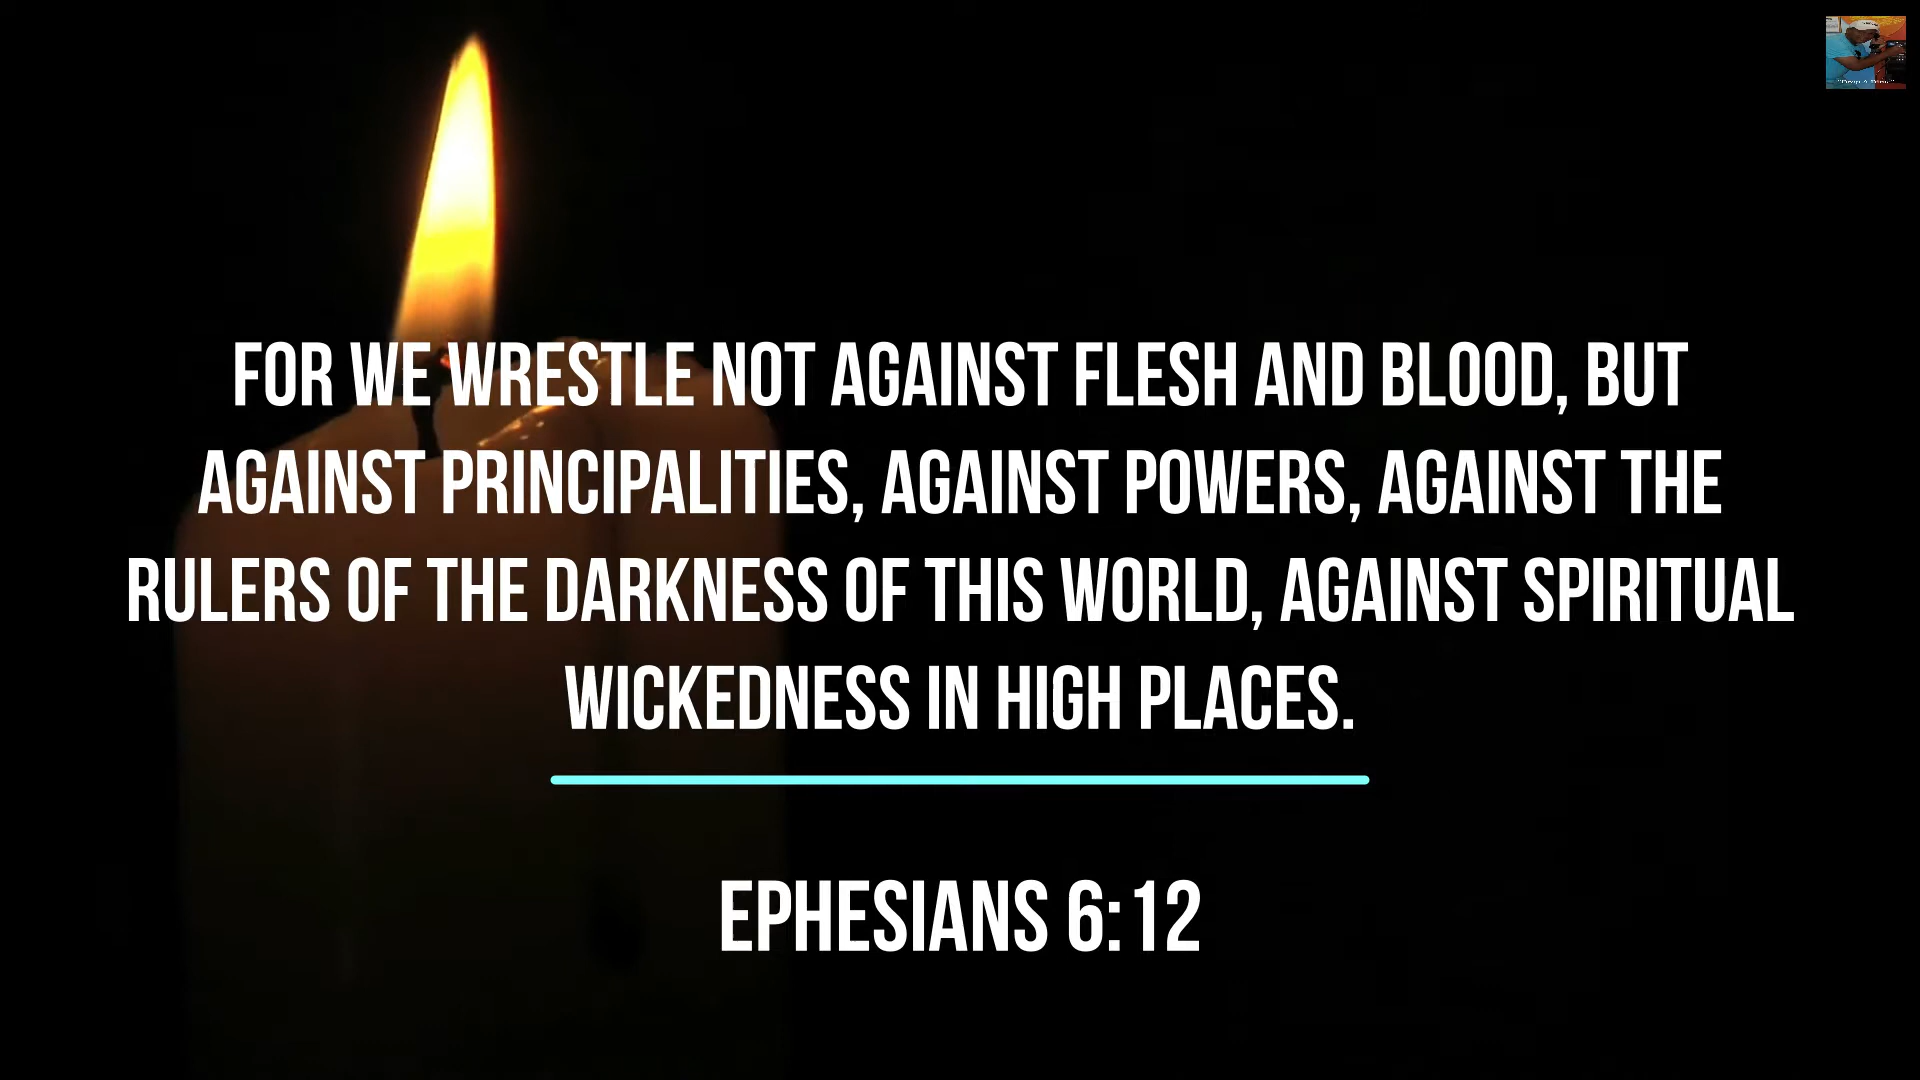 FOR WE WRESTLE NOT AGAINST FLESH AND BLOOD, BUT
AGAINST PRINCIPALITIES, AGAINST POWERS, AGAINST THE
RULERS OF THE DARKNESS OF THIS WORLD, AGAINST SPIRITUAL
WICKEDNESS IN HIGH PLACES.
EPHESIANS 6:12